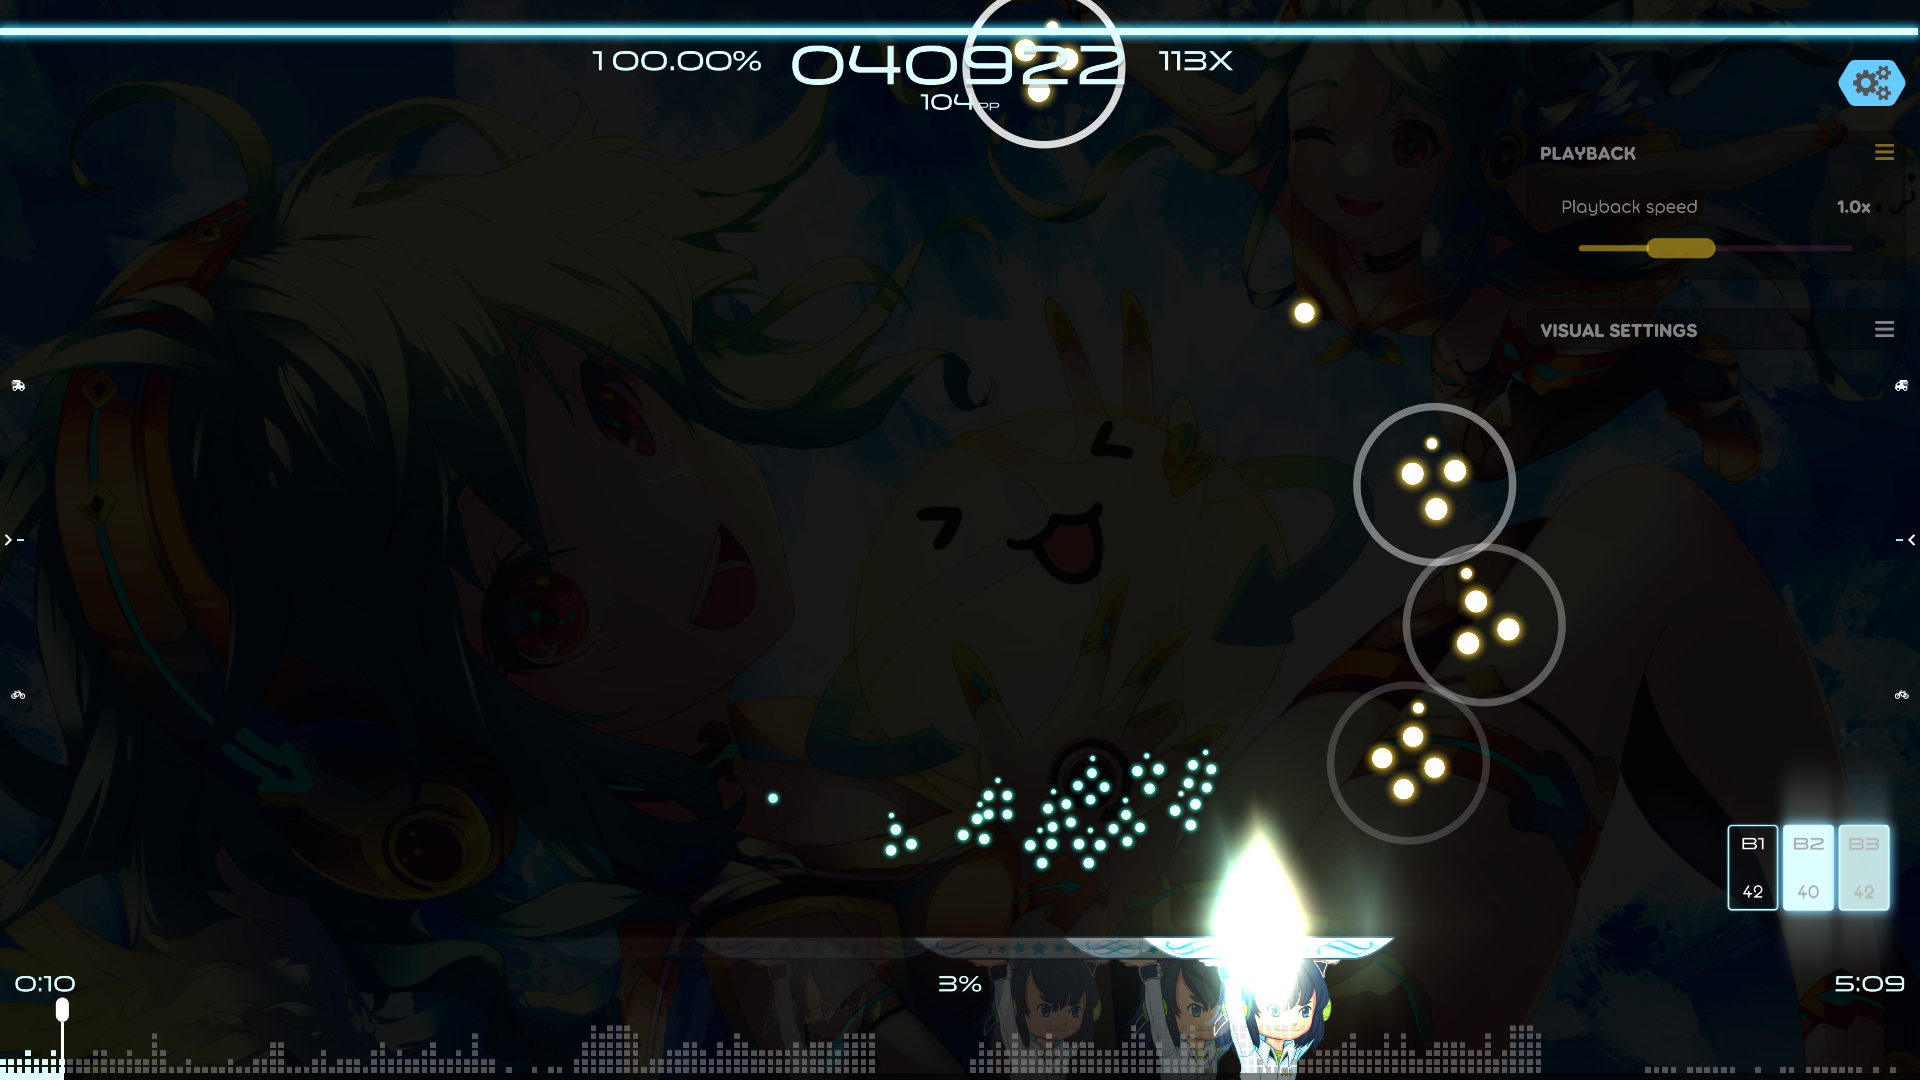 100.00% 040922 113X
104PP
PLAYBACK
Playback speed 1.0x
VISUAL SETTINGS
B1 B2 B3
42 40 42
0:10 3% 5:09